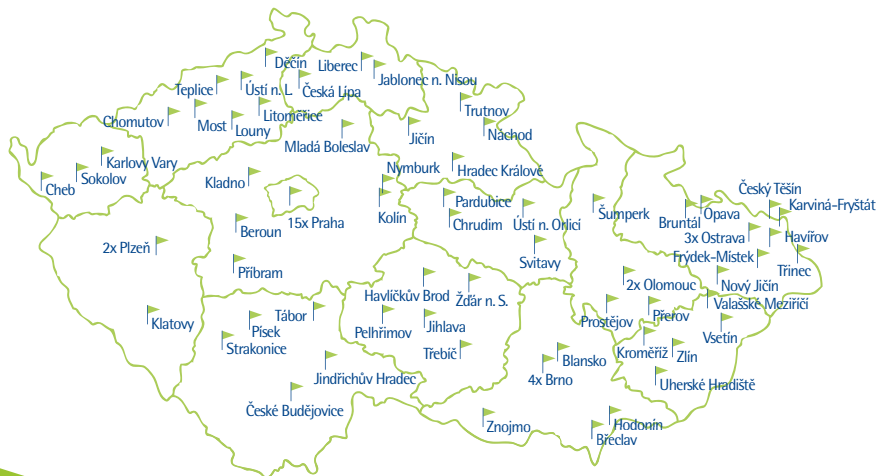 Děčín
Liberec
Jablonec n. Nisou
Teplice
Ústí n. L.
Česká Lípa
Chomutov
Most
Louny
Litoměřice
Trutnov
Náchod
Jičín
Mladá Boleslav
Karlovy Vary
Sokolov
Cheb
Kladno
Nymburk
Hradec Králové
15x Praha
Kolín
Pardubice
Chrudim
Ústí n. Orlicí
Šumperk
Český Těšín
Karviná-Fryštát
Bruntál
Opava
3x Ostrava
Havířov
Beroun
2x Plzeň
Svitavy
Frýdek-Místek
Třinec
Příbram
2x Olomouc
Nový Jičín
Havlíčkův Brod
Žďár n. S.
Valašské Meziříčí
Klatovy
Tábor
Písek
Strakonice
Pelhřimov
Jihlava
Prostějov
Přerov
Vsetín
Třebíč
Blansko
Kroměříž
Zlín
Jindřichův Hradec
4x Brno
Uherské Hradiště
České Budějovice
Znojmo
Hodonín
Břeclav